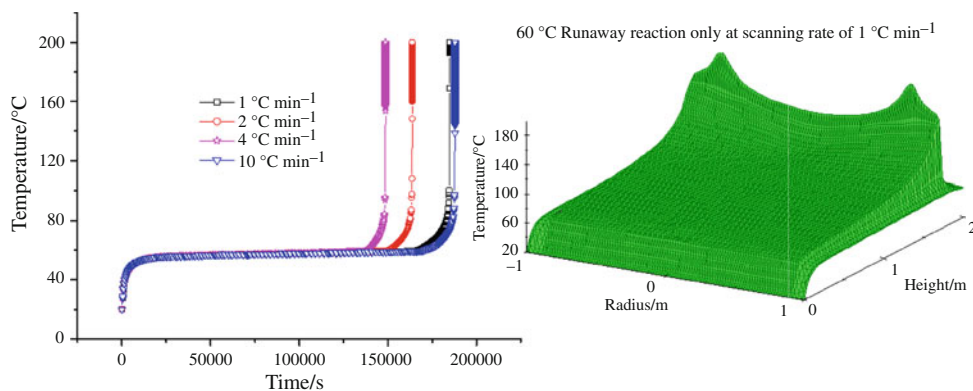 200
160
120
80
40
0
Temperature/°C
1 °C min–1
2 °C min–1
4 °C min–1
10 °C min–1
0
50000
100000
150000
200000
Time/s
60 °C Runaway reaction only at scanning rate of 1 °C min–1
180
140
100
60
20
Temperature/°C
–1
0
1
Radius/m
0
1
2
Height/m